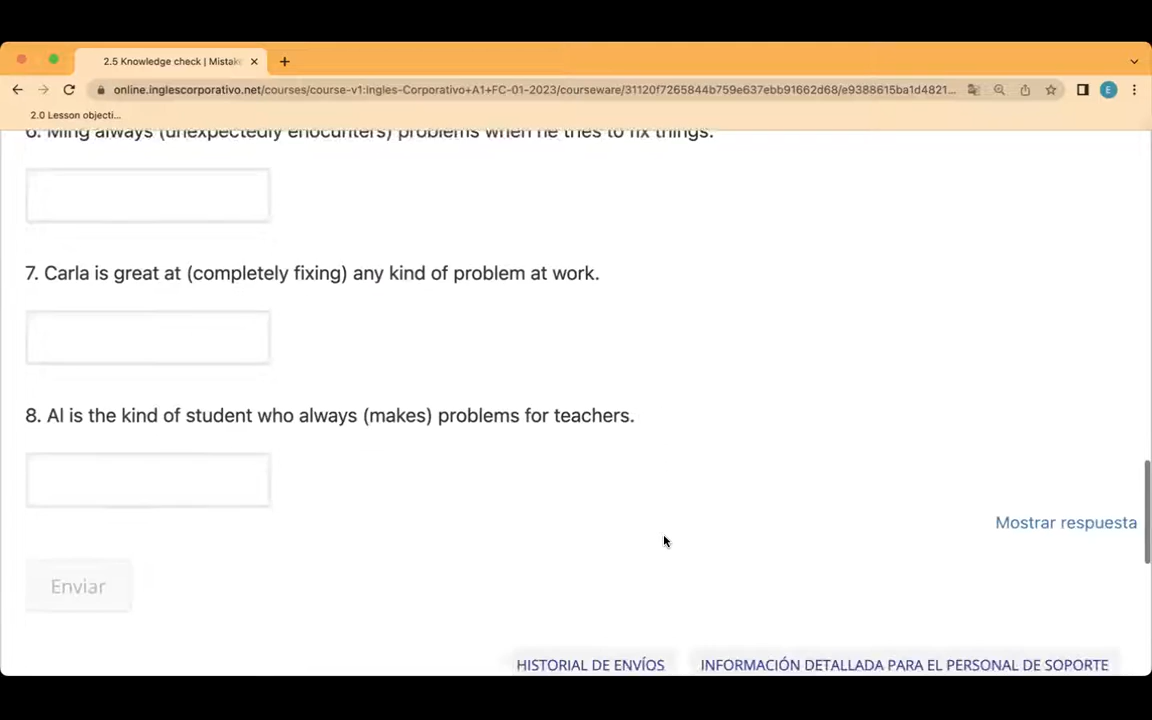 2.5 Knowledge check | Mistak
online.inglescorporativo.net/courses/course-v1:ingles-Corporativo+A1+FC-01-2023/courseware/31120f7265844b759e637ebb91662d68/e9388615ba1d4821...
E
2.0 Lesson objecti...
6. Ming always (unexpectedly enocunters) problems when he tries to fix things.
7. Carla is great at (completely fixing) any kind of problem at work.
8. Al is the kind of student who always (makes) problems for teachers.
Mostrar respuesta
Enviar
HISTORIAL DE ENVÍOS
INFORMACIÓN DETALLADA PARA EL PERSONAL DE SOPORTE